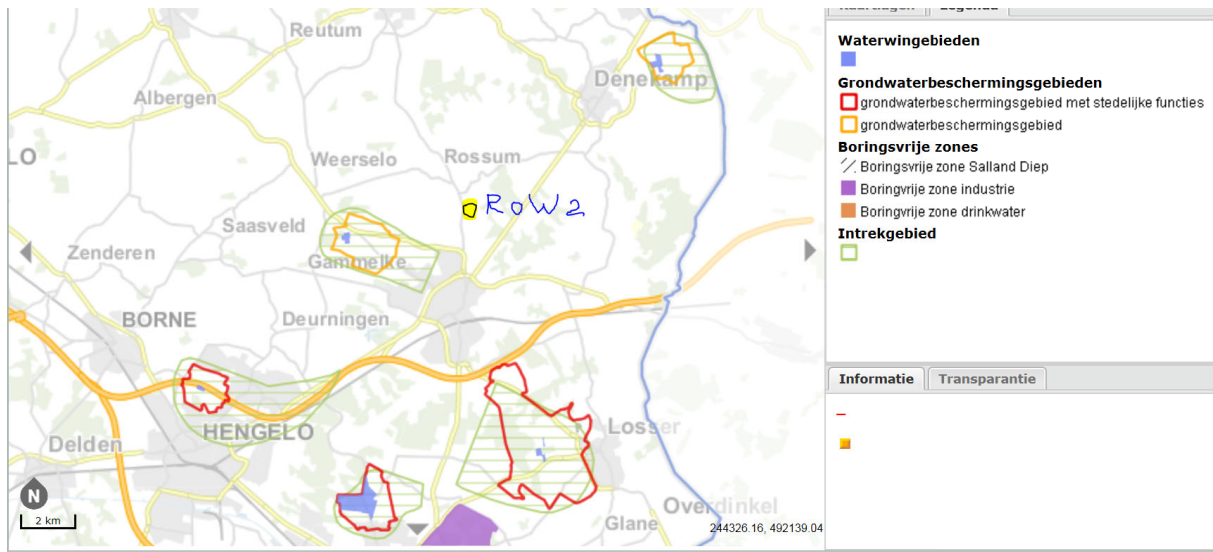 Reutum
Denekamp
Albergen
LO
Weerselo
Rossum
RoW2
Saasveld
Zenderen
Gammelke
BORNE
Deurningen
HENGELO
Delden
Losser
Overdinkel
Glane
N
2 km
244326.16, 492139.04
Legenda
Waterwingebieden
Grondwaterbeschermingsgebieden
grondwaterbeschermingsgebied met stedelijke functies
grondwaterbeschermingsgebied
Boringsvrije zones
Boringsvrije zone Salland Diep
Boringvrije zone industrie
Boringvrije zone drinkwater
Intrekgebied
Informatie
Transparantie